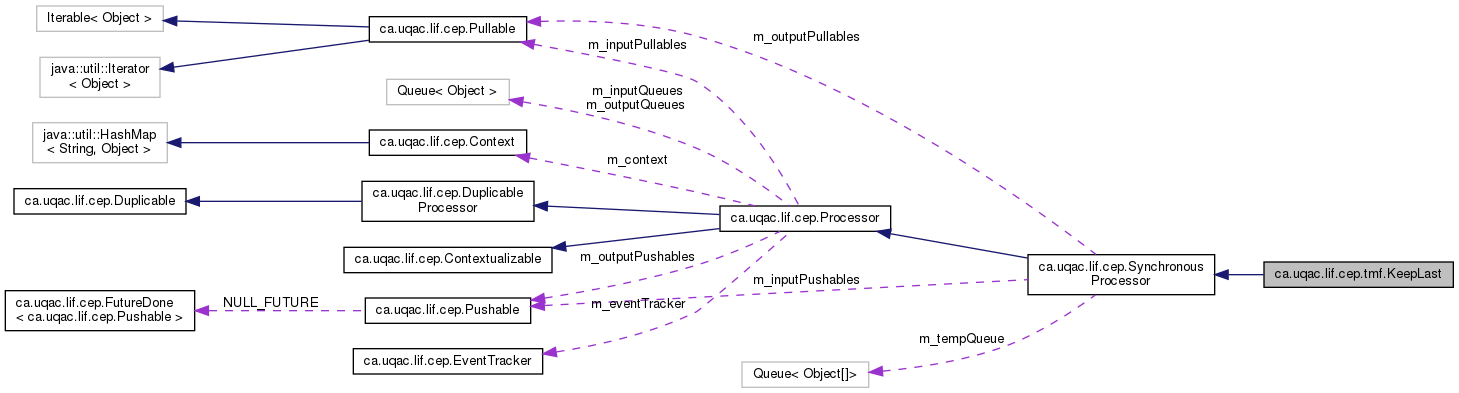 Iterable< Object >
ca.uqac.lif.cep.Pullable
m_outputPullables
m_inputPullables
java::util::Iterator
< Object >
Queue< Object >
m_inputQueues
m_outputQueues
java::util::HashMap
< String, Object >
ca.uqac.lif.cep.Context
m_context
ca.uqac.lif.cep.Duplicable
ca.uqac.lif.cep.Duplicable
Processor
ca.uqac.lif.cep.Processor
ca.uqac.lif.cep.Contextualizable
m_outputPushables
ca.uqac.lif.cep.Synchronous
Processor
ca.uqac.lif.cep.tmf.KeepLast
m_inputPushables
ca.uqac.lif.cep.FutureDone
< ca.uqac.lif.cep.Pushable >
NULL_FUTURE
ca.uqac.lif.cep.Pushable
m_eventTracker
ca.uqac.lif.cep.EventTracker
m_tempQueue
Queue< Object[]>